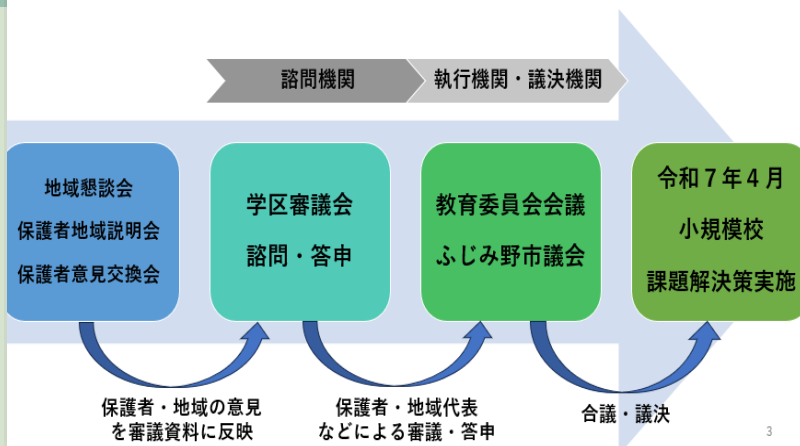 諮問機関
執行機関・議決機関
地域懇談会
保護者地域説明会
保護者意見交換会
学区審議会
諮問・答申
教育委員会会議
ふじみ野市議会
令和７年４月
小規模校
課題解決策実施
保護者・地域の意見
を審議資料に反映
保護者・地域代表
などによる審議・答申
合議・議決
3